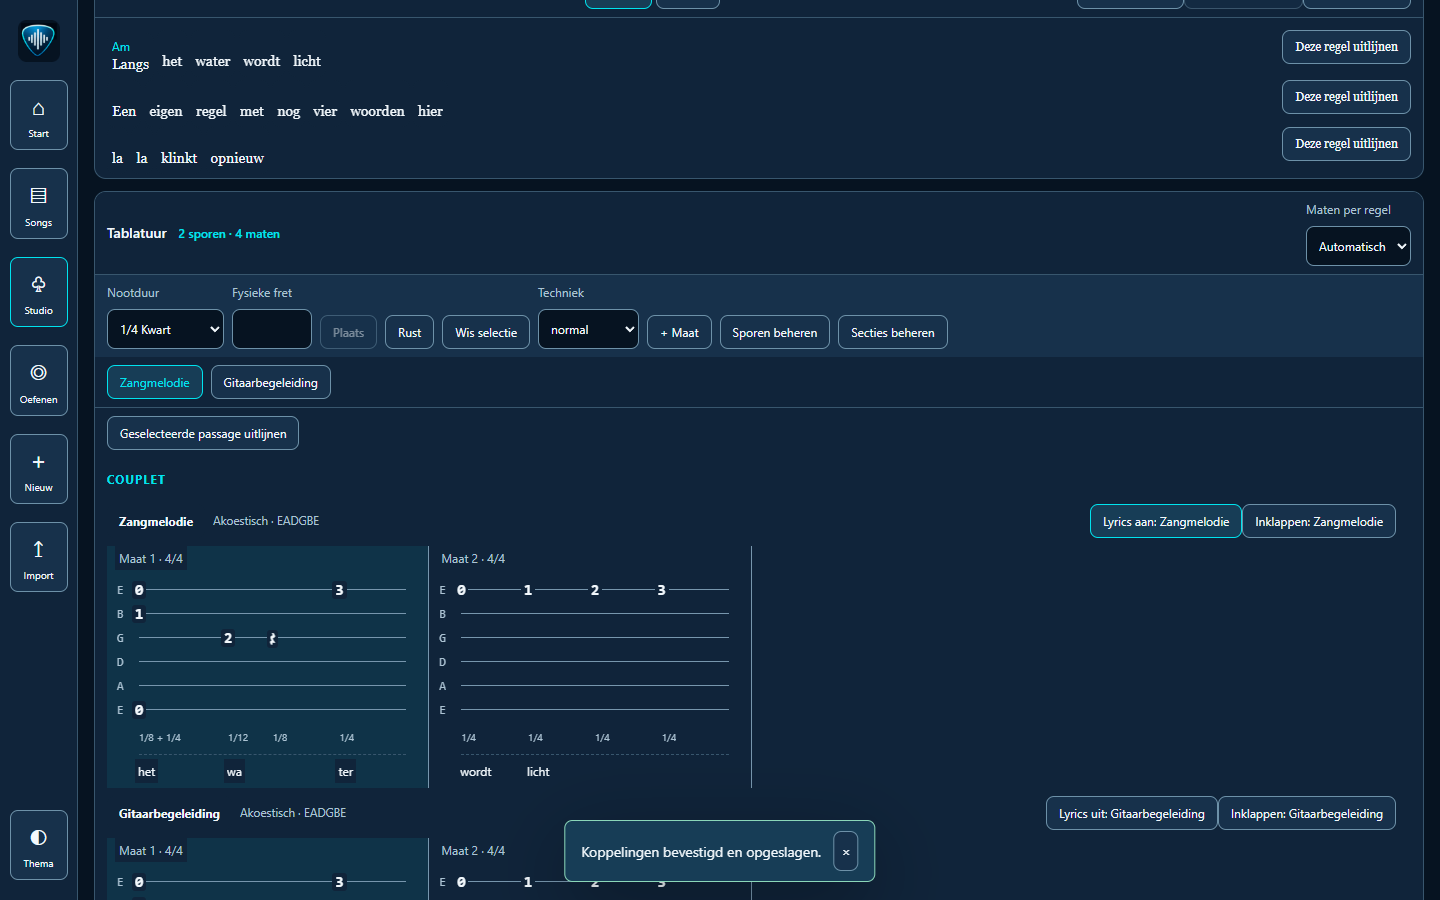 Am
Langs het water wordt licht
Deze regel uitlijnen
Een eigen regel met nog vier woorden hier
Deze regel uitlijnen
la la klinkt opnieuw
Deze regel uitlijnen
Start
Songs
Studio
Oefenen
Nieuw
Import
Thema
Tablatuur 2 sporen · 4 maten
Maten per regel
Automatisch
Nootduur Fysieke fret Techniek
1/4 Kwart Plaats Rust Wis selectie normal + Maat Sporen beheren Secties beheren
Zangmelodie Gitaarbegeleiding
Geselecteerde passage uitlijnen
COUPLET
Zangmelodie Akoestisch · EADGBE Lyrics aan: Zangmelodie Inklappen: Zangmelodie
Maat 1 · 4/4 Maat 2 · 4/4
E 0 3 E 0 1 2 3
B 1 B
G 2 G
D D
A A
E 0 E
1/8 + 1/4 1/12 1/8 1/4 1/4 1/4 1/4 1/4
het wa ter wordt licht
Gitaarbegeleiding Akoestisch · EADGBE Lyrics uit: Gitaarbegeleiding Inklappen: Gitaarbegeleiding
Maat 1 · 4/4 Maat 2 · 4/4
E 0 3 E 0 1 2 3
Koppelingen bevestigd en opgeslagen. ×